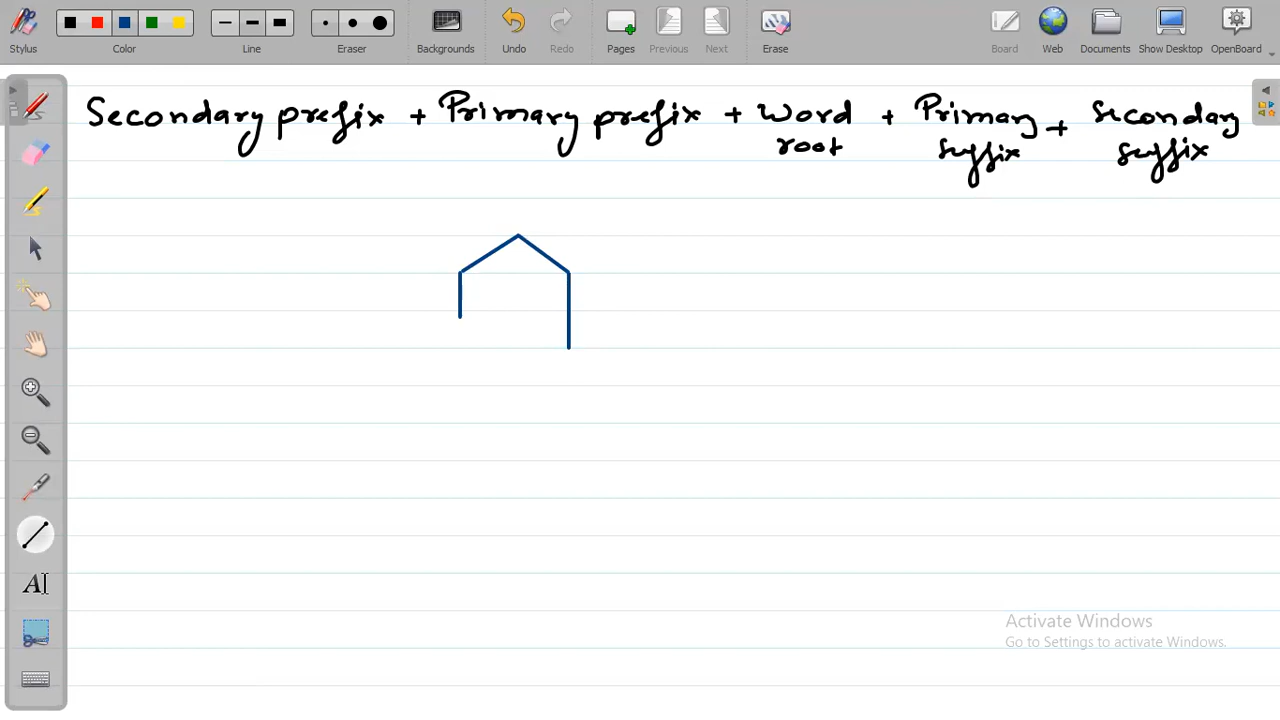 Stylus Color Line Eraser Backgrounds Undo Redo Pages Previous Next Erase Board Web Documents Show Desktop OpenBoard
Secondary prefix + Primary prefix + Word root + Primary suffix + Secondary suffix
A
Activate Windows
Go to Settings to activate Windows.